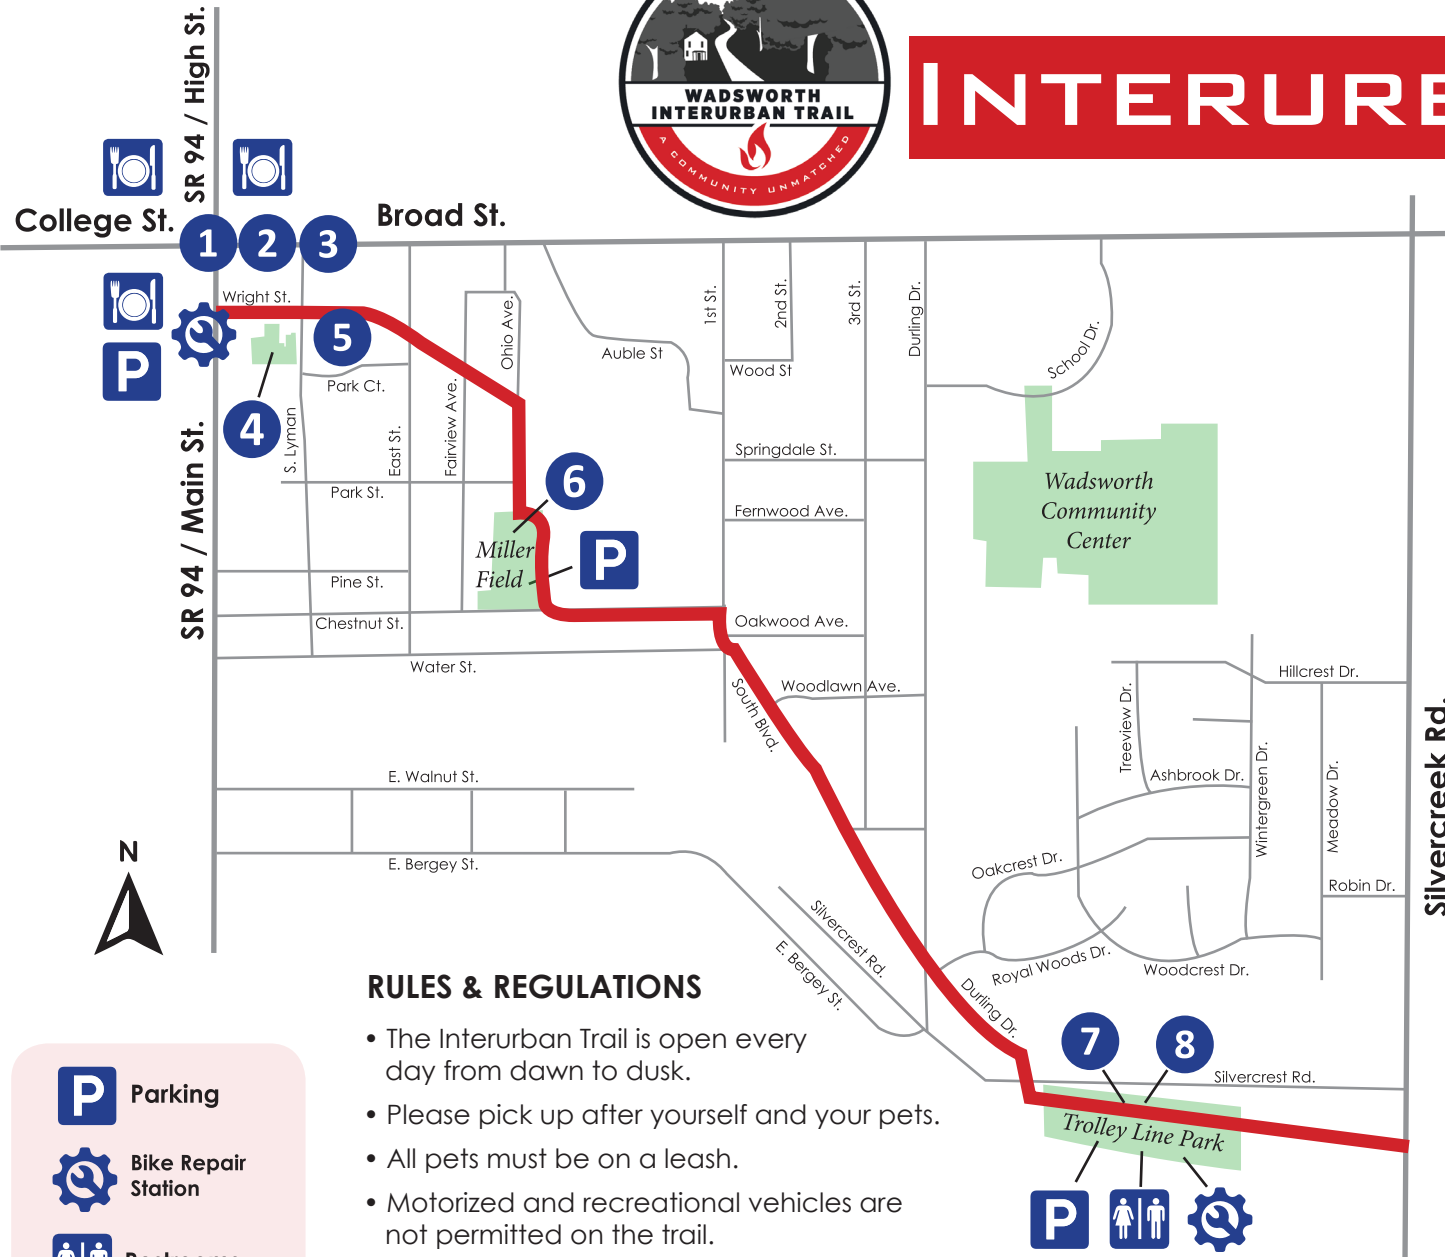 SR 94 / High St.
WADSWORTH
INTERURBAN TRAIL
A COMMUNITY UNMATCHED
INTERURB
College St.
Broad St.
1
2
3
Wright St.
5
4
P
SR 94 / Main St.
S. Lyman
Park Ct.
East St.
Fairview Ave.
Ohio Ave.
Auble St
1st St.
2nd St.
3rd St.
Durling Dr.
School Dr.
Wood St
Springdale St.
Fernwood Ave.
Park St.
6
Miller
Field
P
Pine St.
Chestnut St.
Oakwood Ave.
Water St.
Wadsworth
Community
Center
South Blvd.
Woodlawn Ave.
Hillcrest Dr.
Treeview Dr.
Ashbrook Dr.
Wintergreen Dr.
Meadow Dr.
Silvercreek Rd.
E. Walnut St.
E. Bergey St.
N
Oakcrest Dr.
Robin Dr.
Silvercrest Rd.
E. Bergey St.
Royal Woods Dr.
Woodcrest Dr.
Durling Dr.
7
8
Silvercrest Rd.
Trolley Line Park
P
RULES & REGULATIONS
• The Interurban Trail is open every
day from dawn to dusk.
• Please pick up after yourself and your pets.
• All pets must be on a leash.
• Motorized and recreational vehicles are
not permitted on the trail.
P Parking
Bike Repair
Station
Restrooms